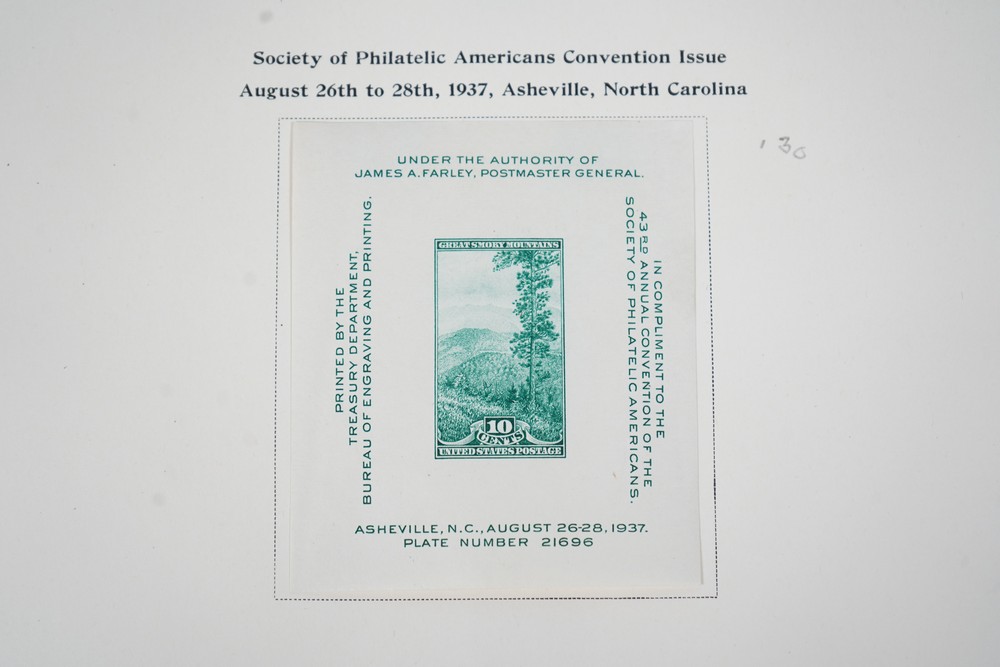 Society of Philatelic Americans Convention Issue
August 26th to 28th, 1937, Asheville, North Carolina
' 30
UNDER THE AUTHORITY OF
JAMES A. FARLEY, POSTMASTER GENERAL.
PRINTED BY THE
TREASURY DEPARTMENT,
BUREAU OF ENGRAVING AND PRINTING.
GREAT SMOKY MOUNTAINS
10
CENTS
UNITED STATES POSTAGE
IN COMPLIMENT TO THE
43RD ANNUAL CONVENTION OF THE
SOCIETY OF PHILATELIC AMERICANS.
ASHEVILLE, N.C., AUGUST 26-28, 1937.
PLATE NUMBER 21696